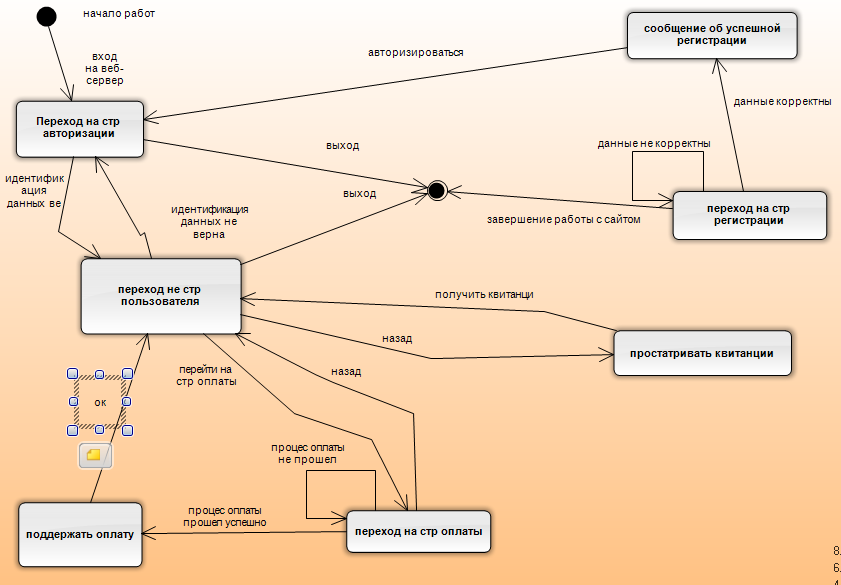 начало работ
сообщение об успешной
регистрации
авторизироваться
вход
на веб-
сервер
данные корректны
Переход на стр
авторизации
выход
данные не корректны
идентифик
ация
данных ве
выход
идентификация
данных не
верна
завершение работы с сайтом
переход на стр
регистрации
переход не стр
пользователя
получить квитанци
назад
простатривать квитанции
перейти на
стр оплаты
назад
ок
процес оплаты
не прошел
процес оплаты
прошел успешно
поддержать оплату
переход на стр оплаты
8.
6.
4